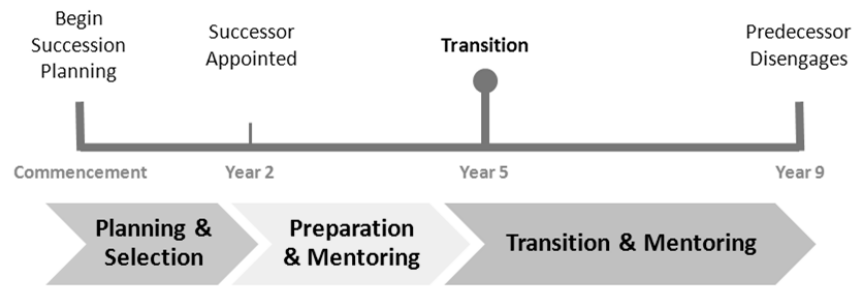 Begin
Succession
Planning
Successor
Appointed
Transition
Predecessor
Disengages
Commencement
Year 2
Year 5
Year 9
Planning &
Selection
Preparation
& Mentoring
Transition & Mentoring